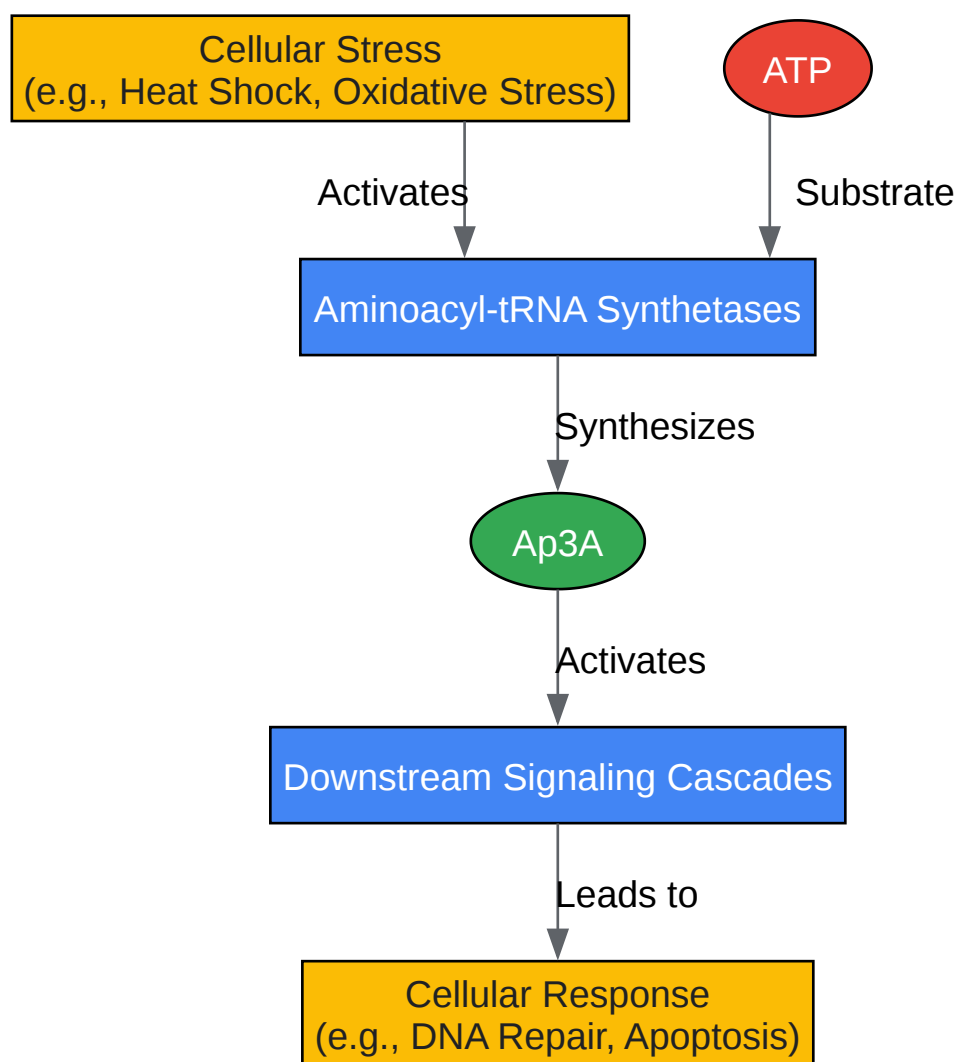 Cellular Stress
(e.g., Heat Shock, Oxidative Stress)
ATP
Activates
Substrate
Aminoacyl-tRNA Synthetases
Synthesizes
Ap3A
Activates
Downstream Signaling Cascades
Leads to
Cellular Response
(e.g., DNA Repair, Apoptosis)